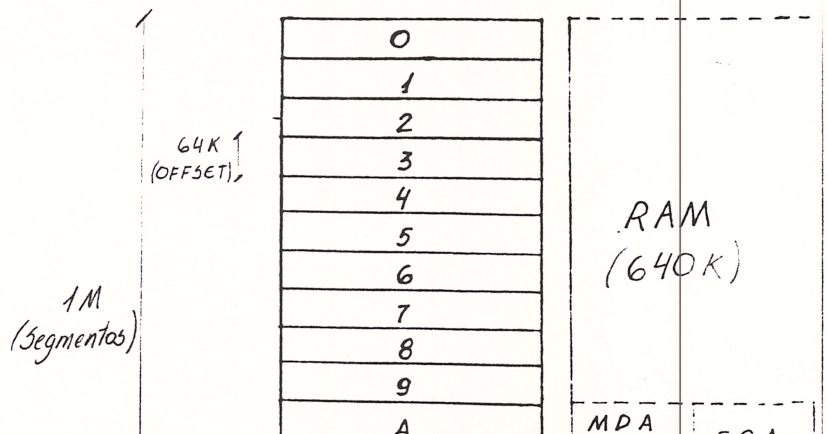 0
1
2
3
4
5
6
7
8
9
A
64K
(OFFSET)
1M
(Segmentos)
RAM
(640K)
MDA